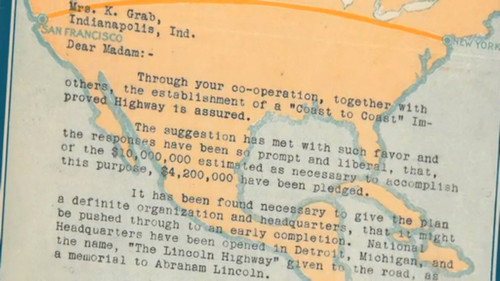 Mrs. K. Grab,
Indianapolis, Ind.
SAN FRANCISCO
NEW YORK
Dear Madam:-
Through your co-operation, together with
others, the establishment of a "Coast to Coast" Im-
proved Highway is assured.
The suggestion has met with such favor and
the responses have been so prompt and liberal, that,
of the $10,000,000 estimated as necessary to accomplish
this purpose, $4,200,000 have been pledged.
It has been found necessary to give the plan
a definite organization and headquarters, that it might
be pushed through to an early completion. National
Headquarters have been opened in Detroit, Michigan, and
the name, "The Lincoln Highway" given to the road, as
a memorial to Abraham Lincoln.